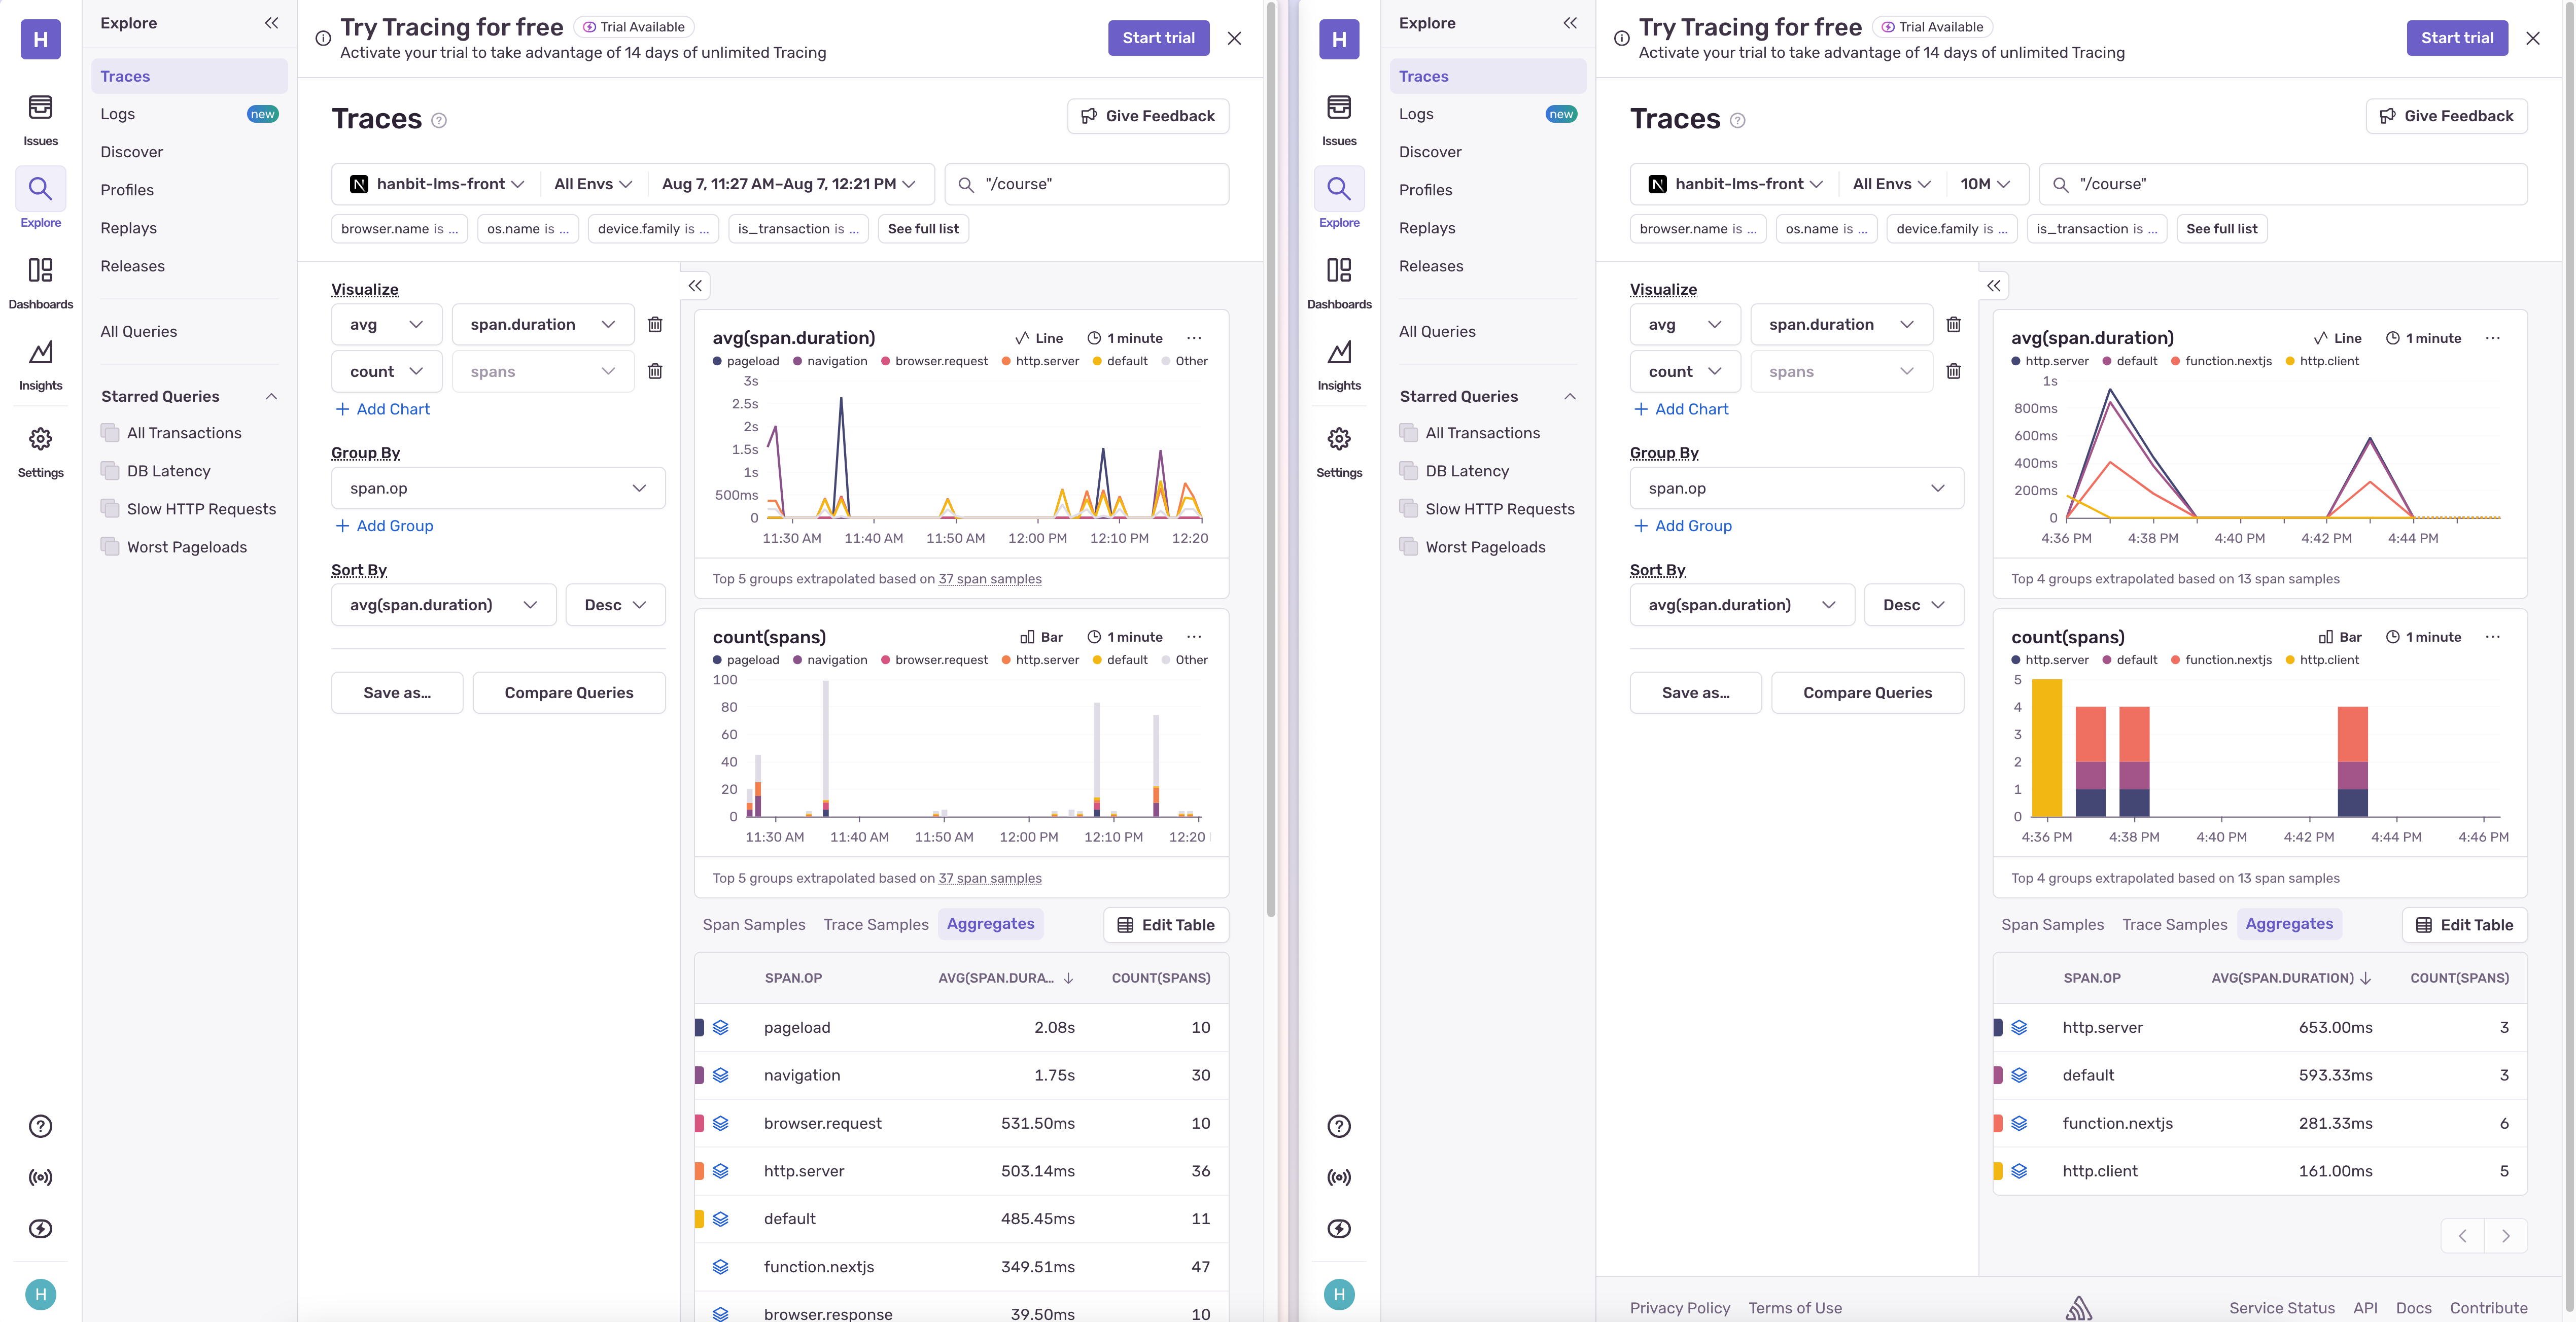 H
Issues
Explore
Dashboards
Insights
Settings
H
Explore
Traces
Logs new
Discover
Profiles
Replays
Releases
All Queries
Starred Queries
All Transactions
DB Latency
Slow HTTP Requests
Worst Pageloads
Try Tracing for free Trial Available
Activate your trial to take advantage of 14 days of unlimited Tracing
Start trial
Traces
Give Feedback
hanbit-lms-front All Envs Aug 7, 11:27 AM–Aug 7, 12:21 PM "/course"
browser.name is ... os.name is ... device.family is ... is_transaction is ... See full list
Visualize
avg span.duration
count spans
+ Add Chart
Group By
span.op
+ Add Group
Sort By
avg(span.duration) Desc
Save as... Compare Queries
avg(span.duration) Line 1 minute
pageload navigation browser.request http.server default Other
3s
2.5s
2s
1.5s
1s
500ms
0
11:30 AM 11:40 AM 11:50 AM 12:00 PM 12:10 PM 12:20
Top 5 groups extrapolated based on 37 span samples
count(spans) Bar 1 minute
pageload navigation browser.request http.server default Other
100
80
60
40
20
0
11:30 AM 11:40 AM 11:50 AM 12:00 PM 12:10 PM 12:20
Top 5 groups extrapolated based on 37 span samples
Span Samples Trace Samples Aggregates Edit Table
SPAN.OP AVG(SPAN.DURA... COUNT(SPANS)
pageload 2.08s 10
navigation 1.75s 30
browser.request 531.50ms 10
http.server 503.14ms 36
default 485.45ms 11
function.nextjs 349.51ms 47
browser.response 39.50ms 10
H
Issues
Explore
Dashboards
Insights
Settings
H
Explore
Traces
Logs new
Discover
Profiles
Replays
Releases
All Queries
Starred Queries
All Transactions
DB Latency
Slow HTTP Requests
Worst Pageloads
Try Tracing for free Trial Available
Activate your trial to take advantage of 14 days of unlimited Tracing
Start trial
Traces
Give Feedback
hanbit-lms-front All Envs 10M "/course"
browser.name is ... os.name is ... device.family is ... is_transaction is ... See full list
Visualize
avg span.duration
count spans
+ Add Chart
Group By
span.op
+ Add Group
Sort By
avg(span.duration) Desc
Save as... Compare Queries
avg(span.duration) Line 1 minute
http.server default function.nextjs http.client
1s
800ms
600ms
400ms
200ms
0
4:36 PM 4:38 PM 4:40 PM 4:42 PM 4:44 PM
Top 4 groups extrapolated based on 13 span samples
count(spans) Bar 1 minute
http.server default function.nextjs http.client
5
4
3
2
1
0
4:36 PM 4:38 PM 4:40 PM 4:42 PM 4:44 PM 4:46 PM
Top 4 groups extrapolated based on 13 span samples
Span Samples Trace Samples Aggregates Edit Table
SPAN.OP AVG(SPAN.DURATION) COUNT(SPANS)
http.server 653.00ms 3
default 593.33ms 3
function.nextjs 281.33ms 6
http.client 161.00ms 5
Privacy Policy Terms of Use Service Status API Docs Contribute